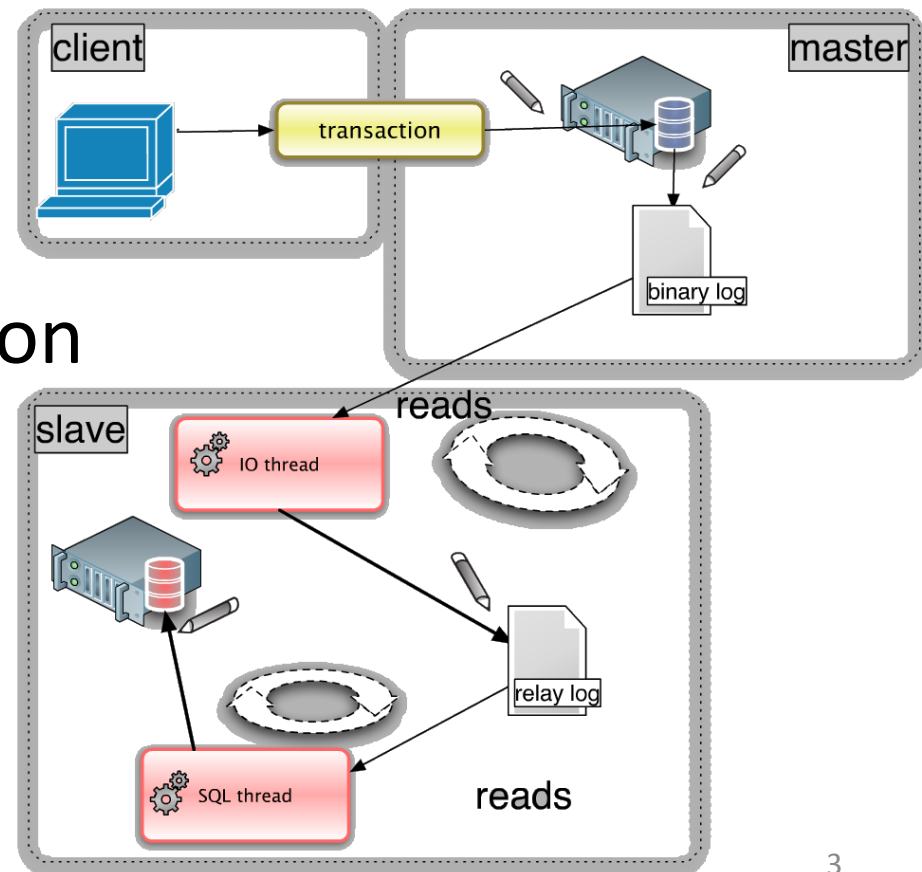 client
master
transaction
binary log
on
reads
slave
IO thread
relay log
SQL thread
reads
3